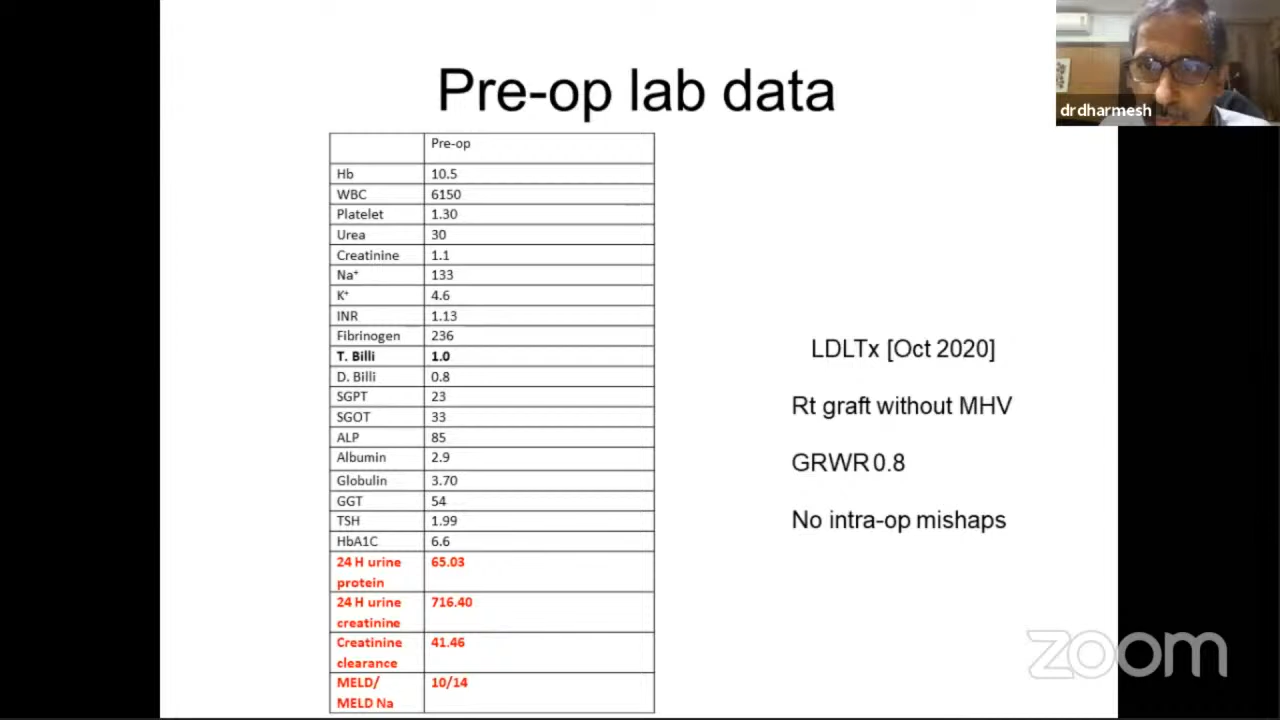 Pre-op lab data
drdharmesh
Pre-op
Hb 10.5
WBC 6150
Platelet 1.30
Urea 30
Creatinine 1.1
Na⁺ 133
K⁺ 4.6
INR 1.13
Fibrinogen 236
T. Billi 1.0
D. Billi 0.8
SGPT 23
SGOT 33
ALP 85
Albumin 2.9
Globulin 3.70
GGT 54
TSH 1.99
HbA1C 6.6
24 H urine 65.03
protein
24 H urine 716.40
creatinine
Creatinine 41.46
clearance
MELD/ 10/14
MELD Na
LDLTx [Oct 2020]
Rt graft without MHV
GRWR 0.8
No intra-op mishaps
zoom